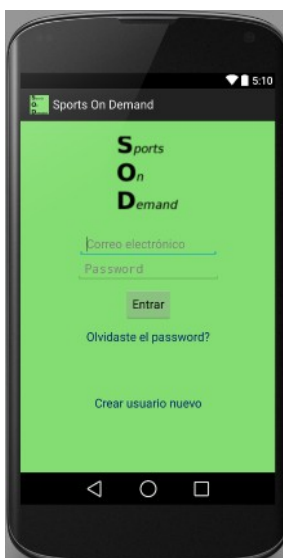 5:10
Sports On Demand
Sports
On
Demand
Correo electrónico
Password
Entrar
Olvidaste el password?
Crear usuario nuevo